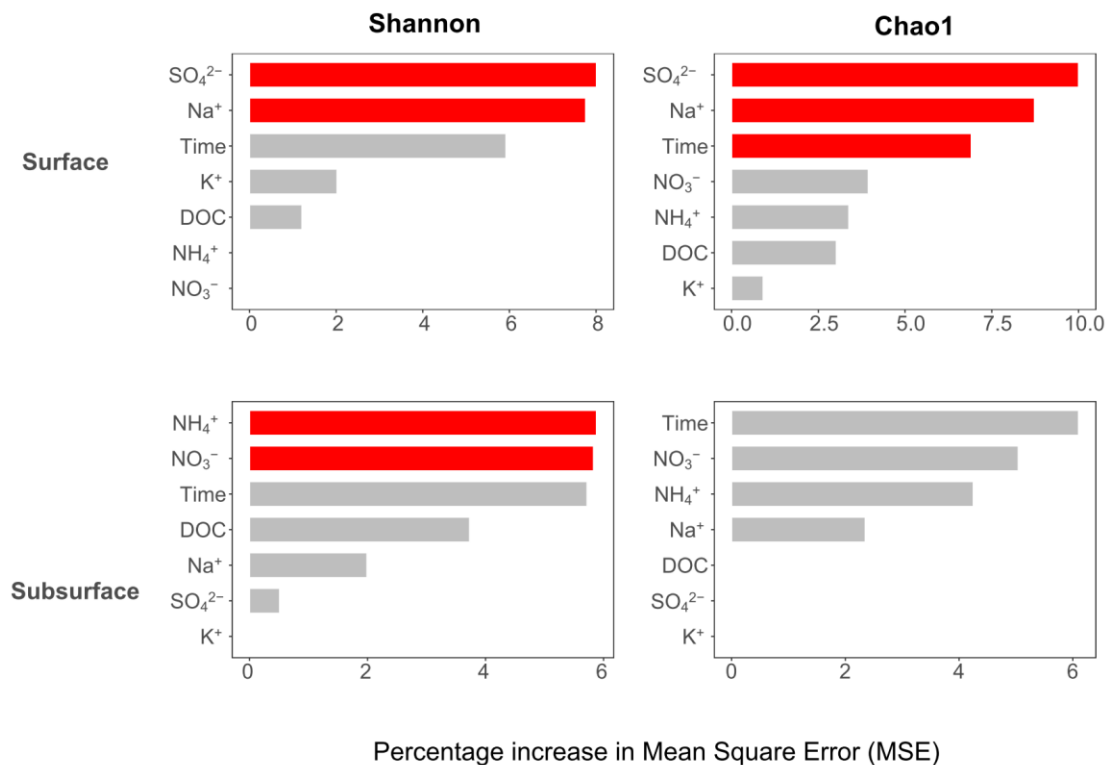 Shannon
Chao1
Surface
SO₄²⁻
Na⁺
Time
K⁺
DOC
NH₄⁺
NO₃⁻
0 2 4 6 8
SO₄²⁻
Na⁺
Time
NO₃⁻
NH₄⁺
DOC
K⁺
0.0 2.5 5.0 7.5 10.0
Subsurface
NH₄⁺
NO₃⁻
Time
DOC
Na⁺
SO₄²⁻
K⁺
0 2 4 6
Time
NO₃⁻
NH₄⁺
Na⁺
DOC
SO₄²⁻
K⁺
0 2 4 6
Percentage increase in Mean Square Error (MSE)